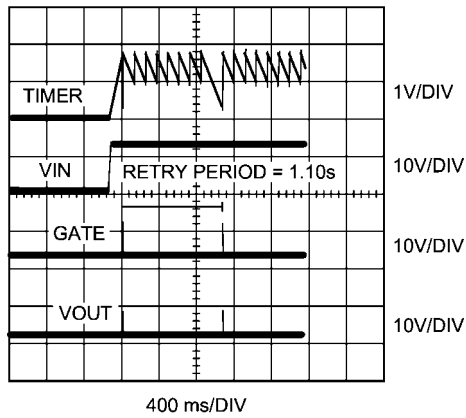 TIMER
1V/DIV
VIN
RETRY PERIOD = 1.10s
10V/DIV
GATE
10V/DIV
VOUT
10V/DIV
400 ms/DIV